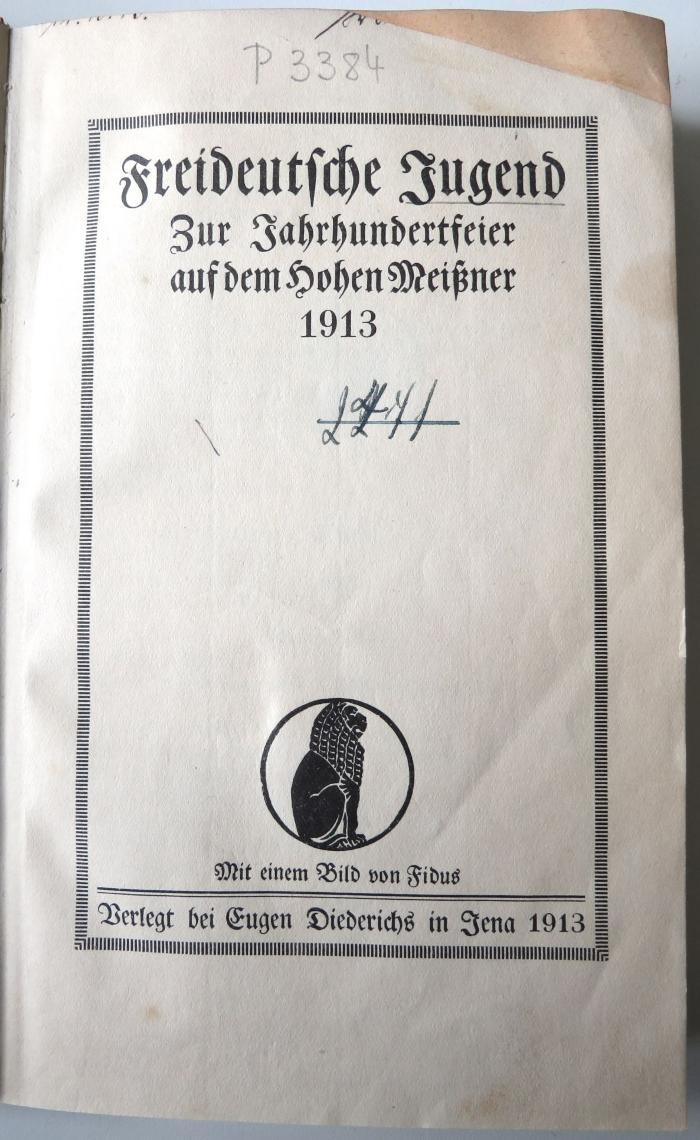 P 3384
Freideutsche Jugend
Zur Jahrhundertfeier
auf dem Hohen Meißner
1913
Mit einem Bild von Fidus
Verlegt bei Eugen Diederichs in Jena 1913